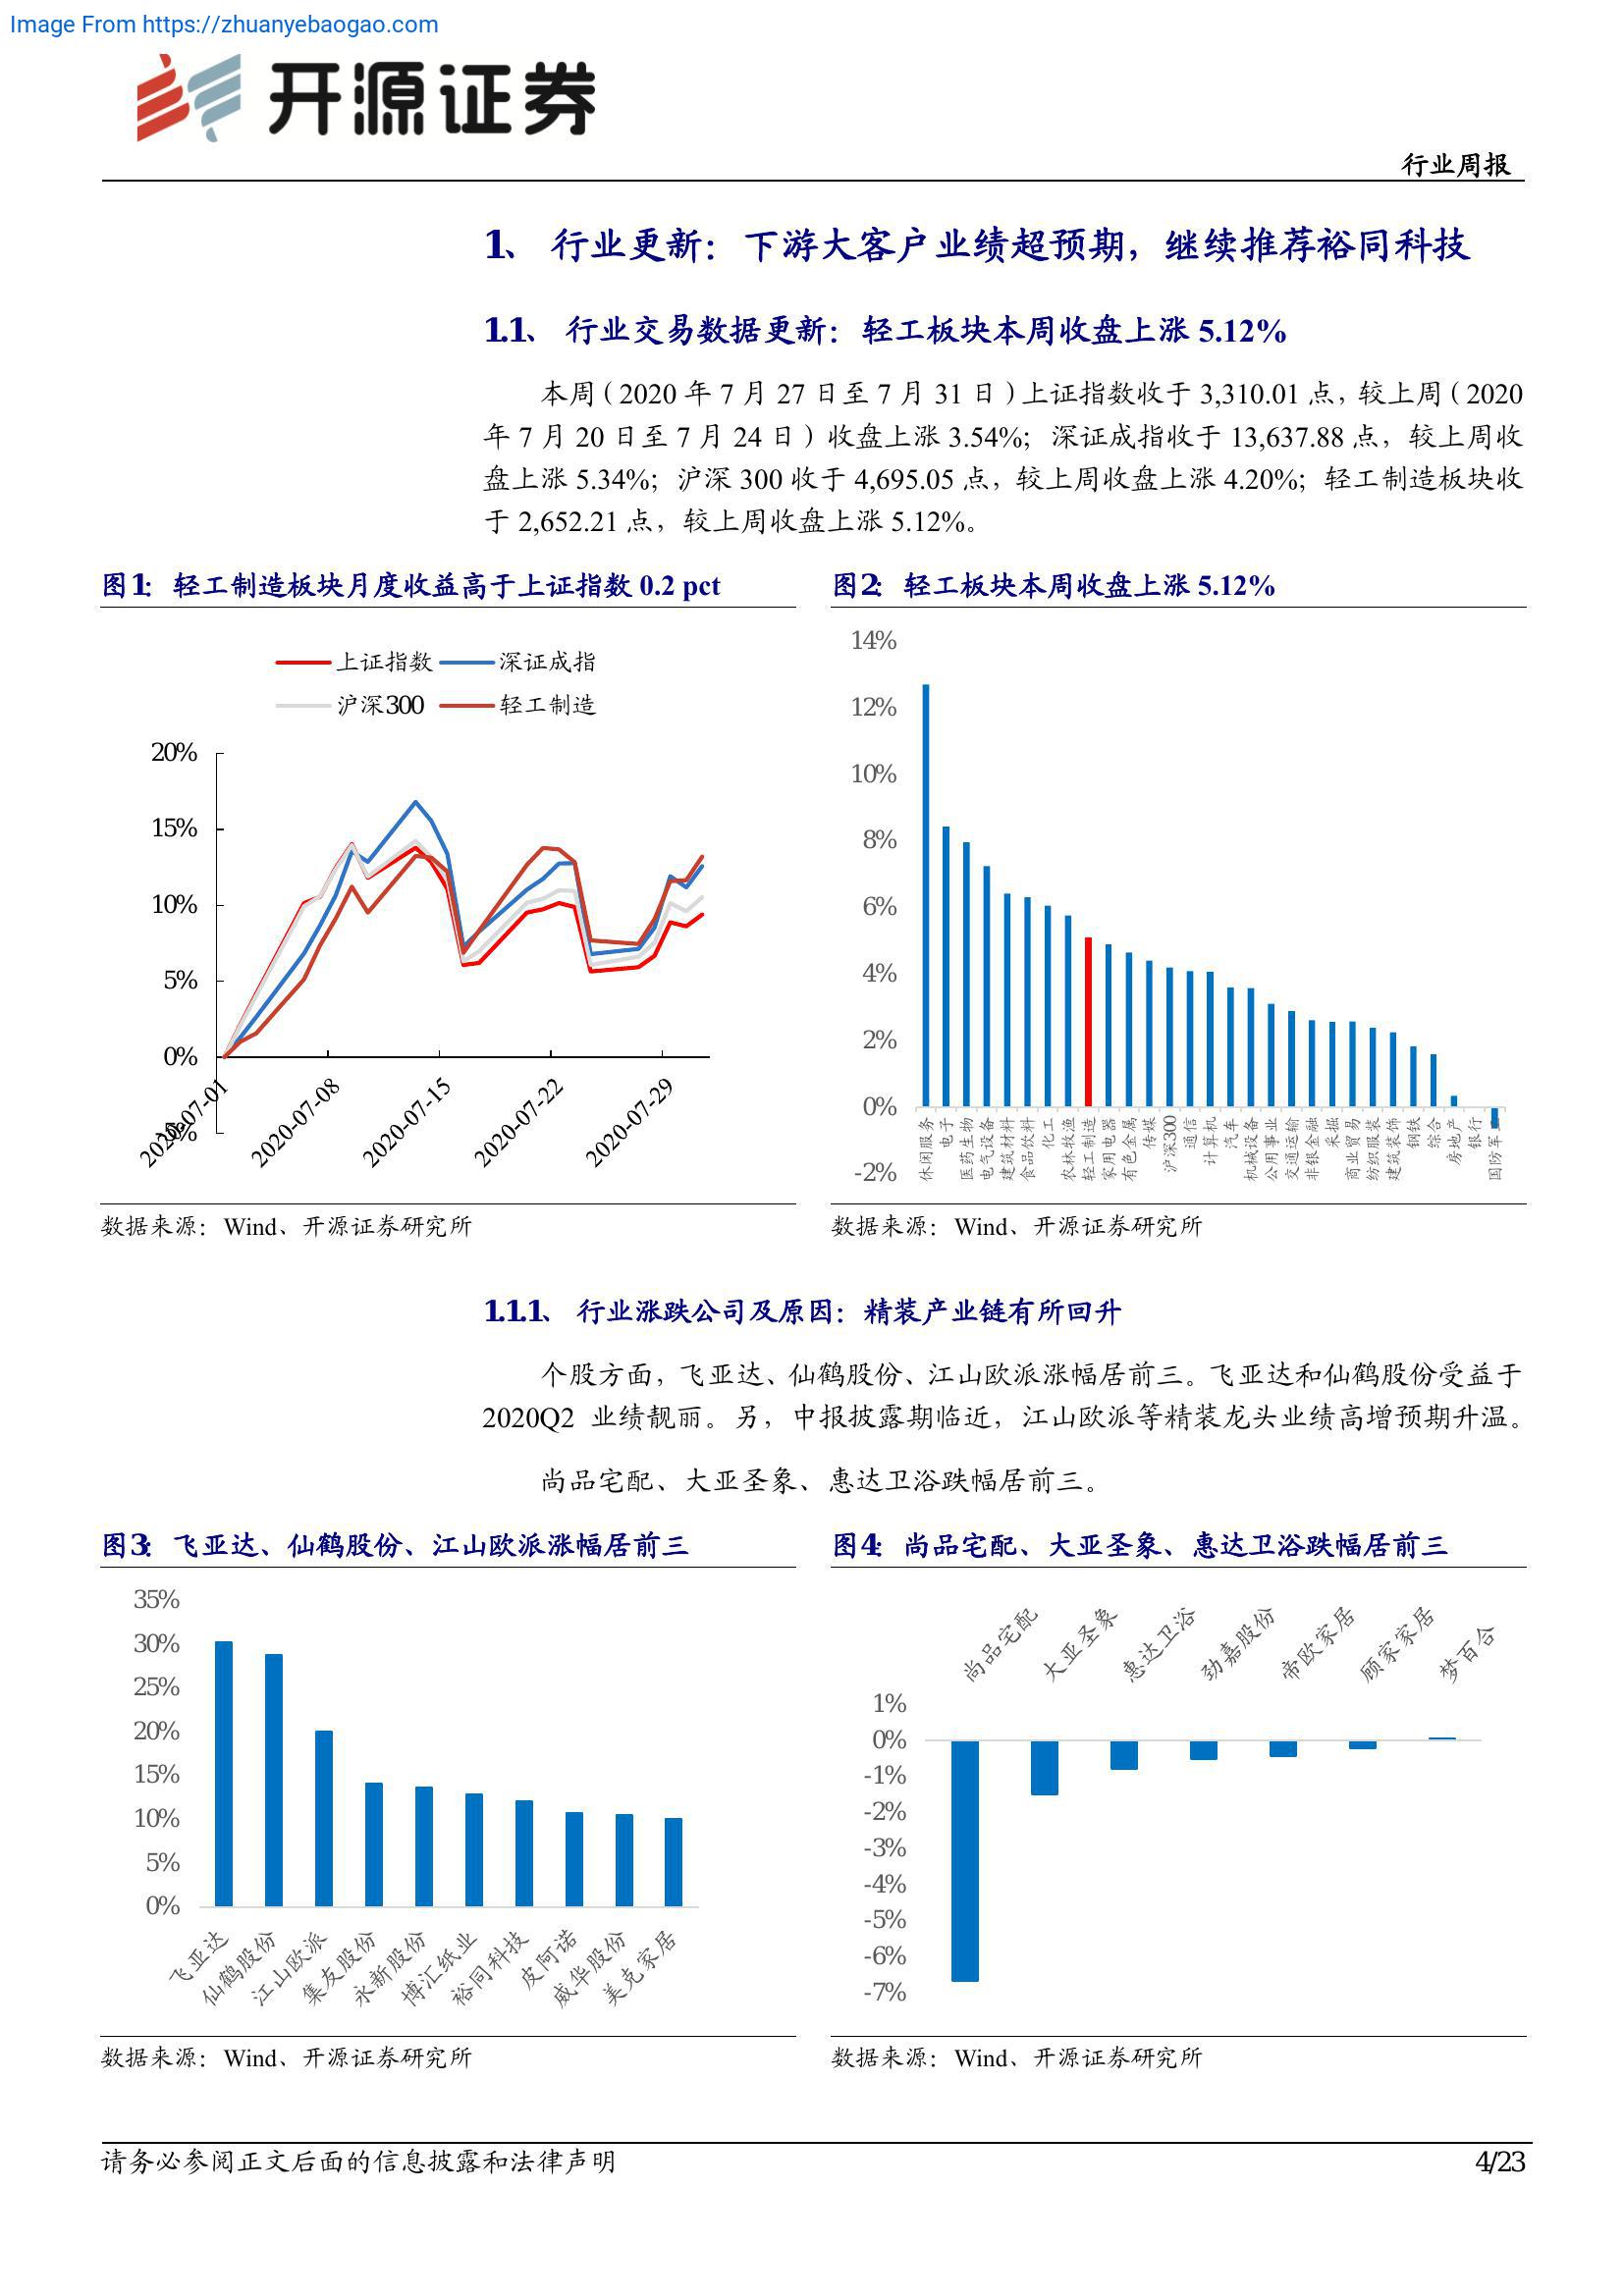 Image From https://zhuanyebaogao.com
开源证券
行业周报
1、 行业更新：下游大客户业绩超预期，继续推荐裕同科技
1.1、 行业交易数据更新：轻工板块本周收盘上涨 5.12%
本周（2020 年 7 月 27 日至 7 月 31 日）上证指数收于 3,310.01 点，较上周（2020
年 7 月 20 日至 7 月 24 日）收盘上涨 3.54%；深证成指收于 13,637.88 点，较上周收
盘上涨 5.34%；沪深 300 收于 4,695.05 点，较上周收盘上涨 4.20%；轻工制造板块收
于 2,652.21 点，较上周收盘上涨 5.12%。
图1：轻工制造板块月度收益高于上证指数 0.2 pct
上证指数 深证成指
沪深300 轻工制造
20%
15%
10%
5%
0%
-5%
2020-07-01
2020-07-08
2020-07-15
2020-07-22
2020-07-29
数据来源：Wind、开源证券研究所
图2：轻工板块本周收盘上涨 5.12%
14%
12%
10%
8%
6%
4%
2%
0%
-2%
休闲服务
电子
医药生物
电气设备
建筑材料
食品饮料
化工
农林牧渔
轻工制造
家用电器
有色金属
传媒
沪深300
通信
计算机
汽车
机械设备
公用事业
交通运输
非银金融
采掘
商业贸易
纺织服装
建筑装饰
钢铁
综合
房地产
银行
国防军工
数据来源：Wind、开源证券研究所
1.1.1、 行业涨跌公司及原因：精装产业链有所回升
个股方面，飞亚达、仙鹤股份、江山欧派涨幅居前三。飞亚达和仙鹤股份受益于
2020Q2 业绩靓丽。另，中报披露期临近，江山欧派等精装龙头业绩高增预期升温。
尚品宅配、大亚圣象、惠达卫浴跌幅居前三。
图3：飞亚达、仙鹤股份、江山欧派涨幅居前三
35%
30%
25%
20%
15%
10%
5%
0%
飞亚达
仙鹤股份
江山欧派
集友股份
永新股份
博汇纸业
裕同科技
皮阿诺
威华股份
美克家居
数据来源：Wind、开源证券研究所
图4：尚品宅配、大亚圣象、惠达卫浴跌幅居前三
尚品宅配
大亚圣象
惠达卫浴
劲嘉股份
帝欧家居
顾家家居
梦百合
1%
0%
-1%
-2%
-3%
-4%
-5%
-6%
-7%
数据来源：Wind、开源证券研究所
请务必参阅正文后面的信息披露和法律声明
4/23